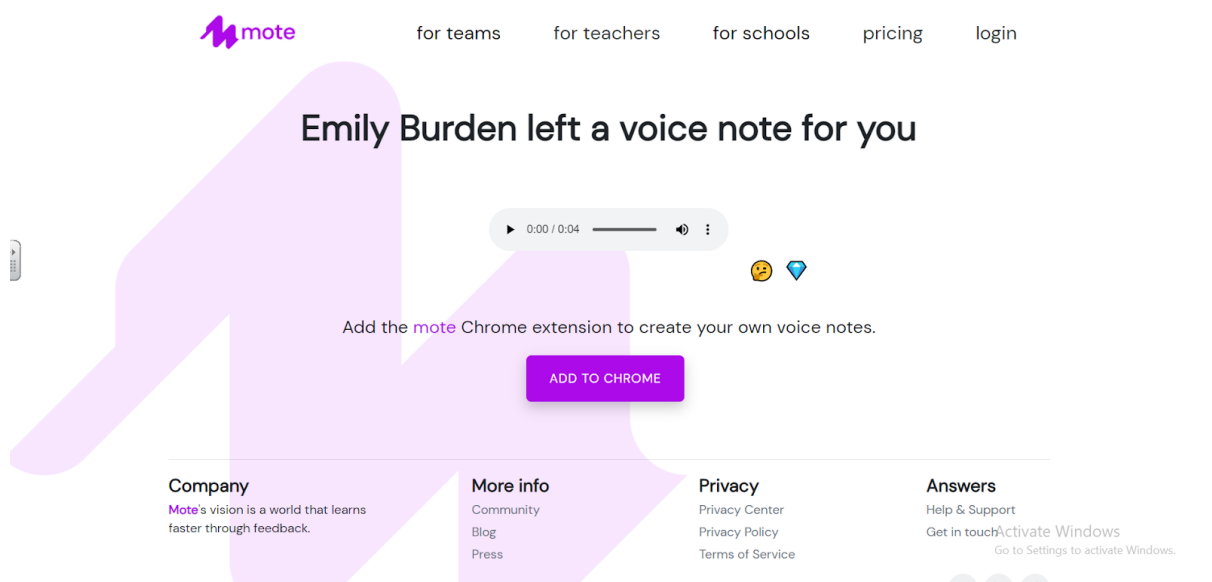 mote for teams for teachers for schools pricing login
Emily Burden left a voice note for you
0:00 / 0:04
Add the mote Chrome extension to create your own voice notes.
ADD TO CHROME
Company
Mote's vision is a world that learns
faster through feedback.
More info
Community
Blog
Press
Privacy
Privacy Center
Privacy Policy
Terms of Service
Answers
Help & Support
Get in touch
Activate Windows
Go to Settings to activate Windows.